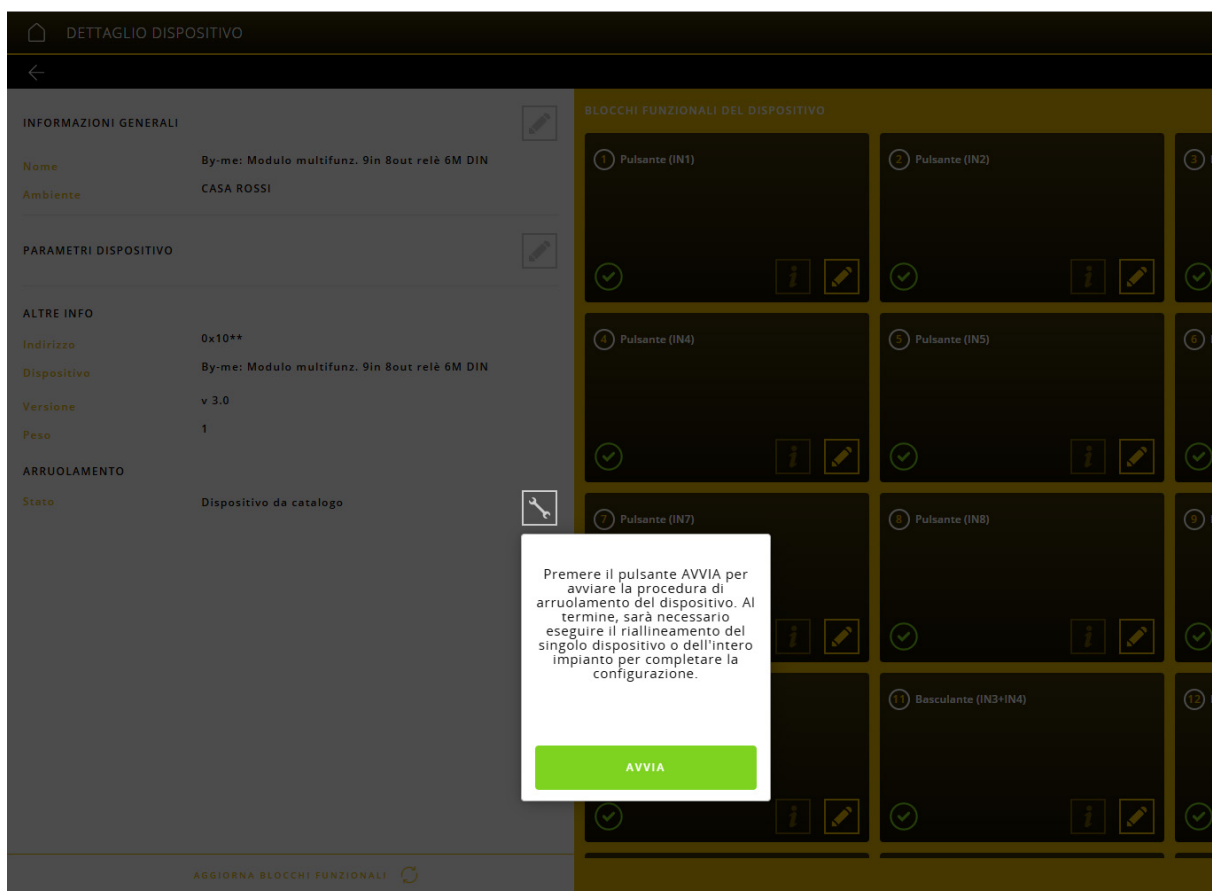 DETTAGLIO DISPOSITIVO
INFORMAZIONI GENERALI
Nome By-me: Modulo multifunz. 9in 8out relè 6M DIN
Ambiente CASA ROSSI
PARAMETRI DISPOSITIVO
ALTRE INFO
Indirizzo 0x10**
Dispositivo By-me: Modulo multifunz. 9in 8out relè 6M DIN
Versione v 3.0
Peso 1
ARRUOLAMENTO
Stato Dispositivo da catalogo
AGGIORNA BLOCCHI FUNZIONALI
BLOCCHI FUNZIONALI DEL DISPOSITIVO
1 Pulsante (IN1)
2 Pulsante (IN2)
3
4 Pulsante (IN4)
5 Pulsante (IN5)
6
7 Pulsante (IN7)
8 Pulsante (IN8)
9
11 Basculante (IN3+IN4)
12
Premere il pulsante AVVIA per
avviare la procedura di
arruolamento del dispositivo. Al
termine, sarà necessario
eseguire il riallineamento del
singolo dispositivo o dell'intero
impianto per completare la
configurazione.
AVVIA